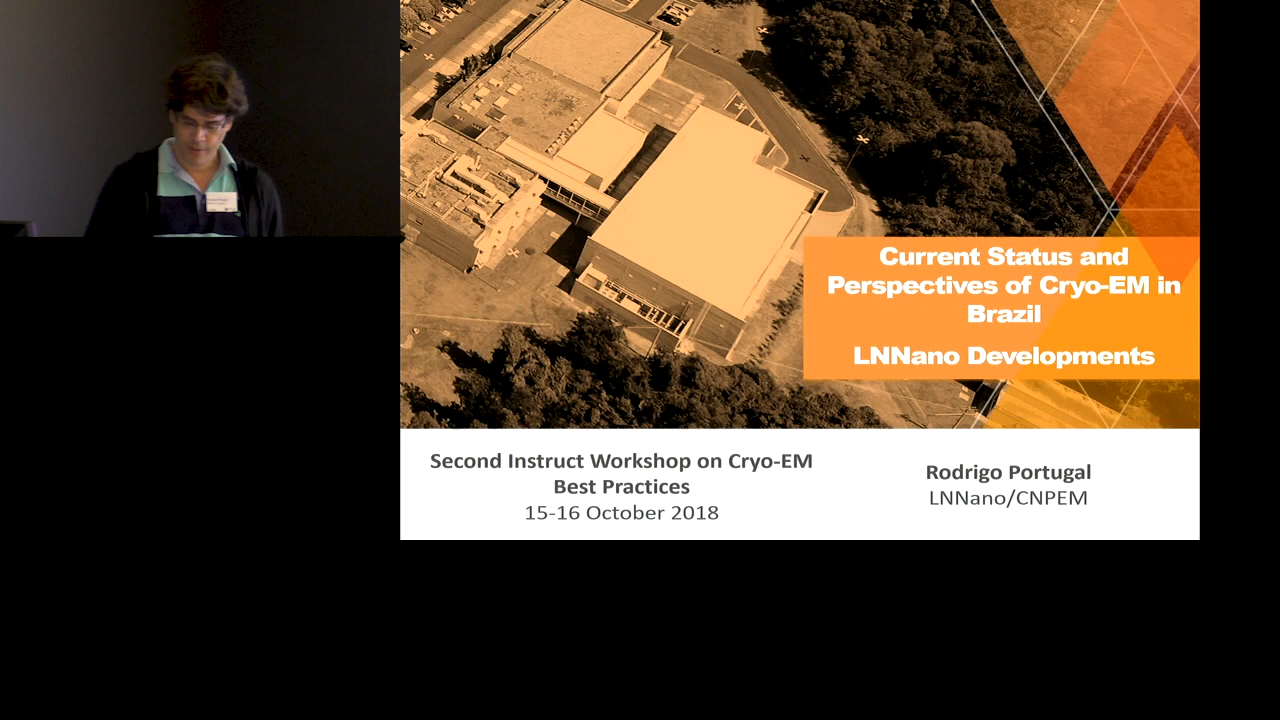 Current Status and
Perspectives of Cryo-EM in
Brazil
LNNano Developments
Second Instruct Workshop on Cryo-EM
Best Practices
15-16 October 2018
Rodrigo Portugal
LNNano/CNPEM